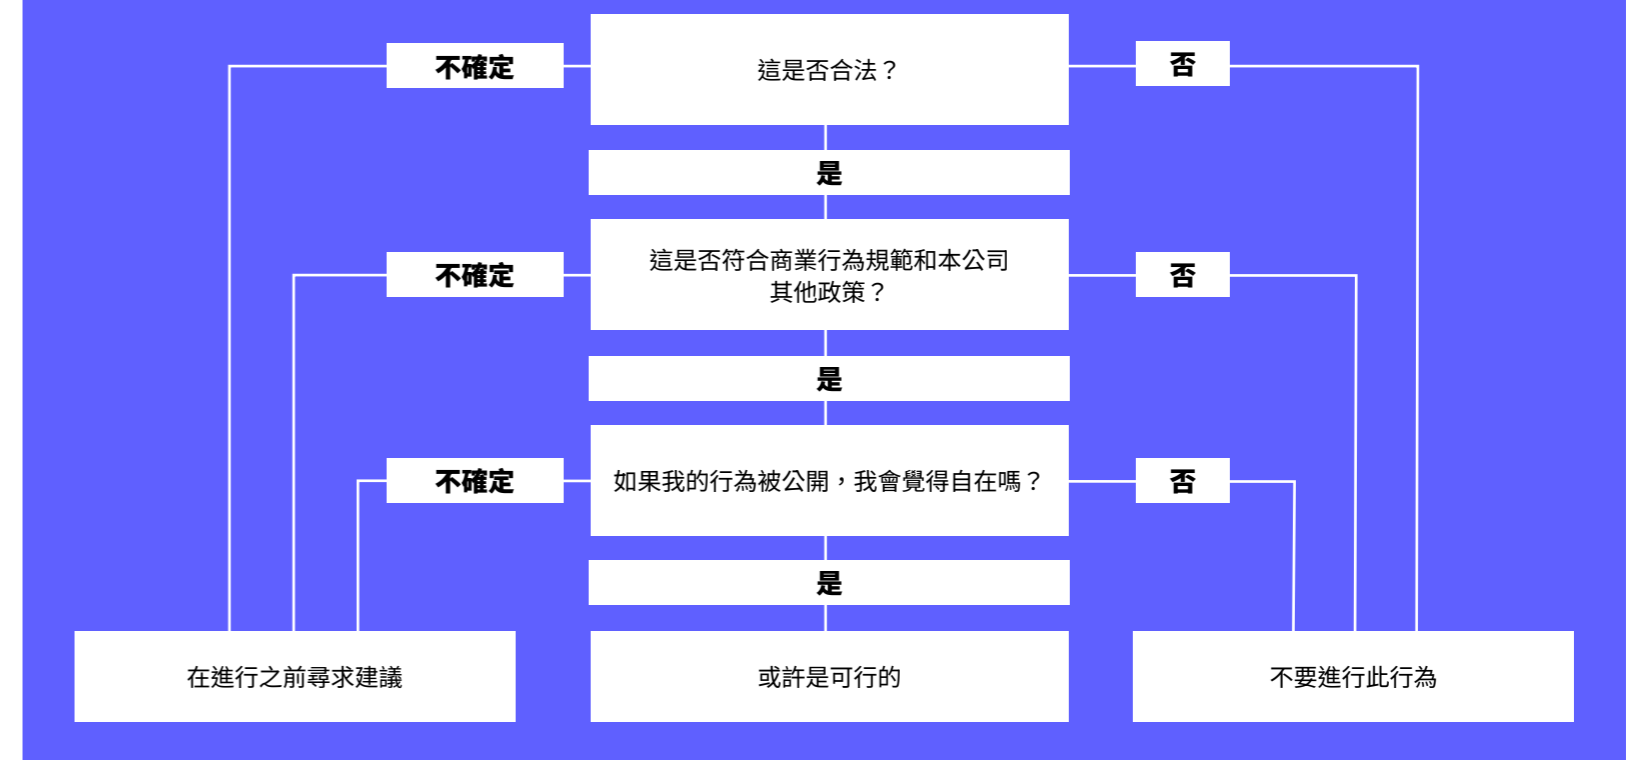 不確定
這是否合法？
否
是
不確定
這是否符合商業行為規範和本公司
其他政策？
否
是
不確定
如果我的行為被公開，我會覺得自在嗎？
否
是
在進行之前尋求建議
或許是可行的
不要進行此行為